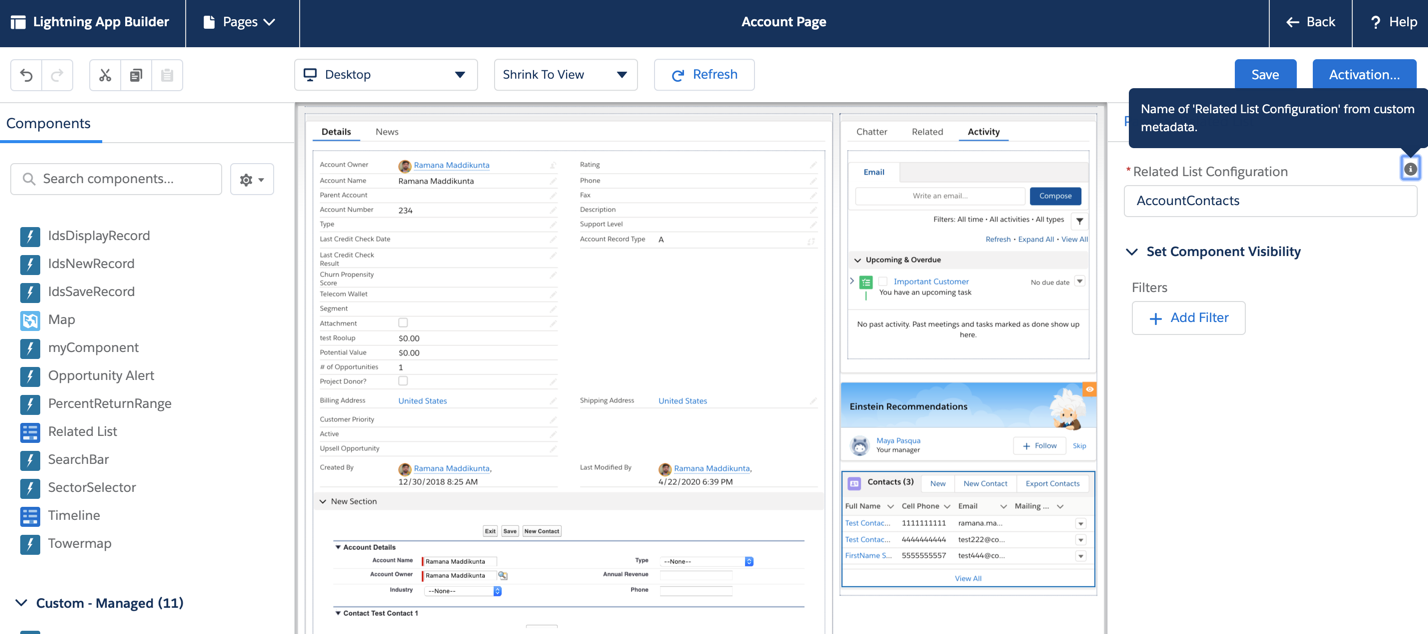 Lightning App Builder
Pages
Account Page
Back
? Help
Desktop
Shrink To View
Refresh
Save
Activation...
Name of 'Related List Configuration' from custom
metadata.
Components
Search components...
IdsDisplayRecord
IdsNewRecord
IdsSaveRecord
Map
myComponent
Opportunity Alert
PercentReturnRange
Related List
SearchBar
SectorSelector
Timeline
Towermap
Custom - Managed (11)
Details News
Account Owner Ramana Maddikunta
Rating
Account Name Ramana Maddikunta
Phone
Parent Account
Fax
Account Number 234
Description
Type
Support Level
Last Credit Check Date
Account Record Type A
Last Credit Check
Result
Churn Propensity
Score
Telecom Wallet
Segment
Attachment
test Roolup $0.00
Potential Value $0.00
# of Opportunities 1
Project Donor?
Billing Address United States
Shipping Address United States
Customer Priority
Active
Upsell Opportunity
Created By Ramana Maddikunta,
12/30/2018 8:25 AM
Last Modified By Ramana Maddikunta,
4/22/2020 6:39 PM
New Section
Exit Save New Contact
Account Details
Account Name Ramana Maddikunta
Type --None--
Account Owner Ramana Maddikunta
Annual Revenue
Industry --None--
Phone
Contact Test Contact 1
Chatter Related Activity
Email
Write an email...
Compose
Filters: All time • All activities • All types
Refresh • Expand All • View All
Upcoming & Overdue
Important Customer
No due date
You have an upcoming task
No past activity. Past meetings and tasks marked as done show up
here.
Einstein Recommendations
Maya Pasqua
Your manager
+ Follow
Skip
Contacts (3)
New
New Contact
Export Contacts
Full Name Cell Phone Email Mailing ...
Test Contac... 1111111111 ramana.ma...
Test Contac... 4444444444 test222@co...
FirstName S... 5555555557 test444@co...
View All
* Related List Configuration
AccountContacts
Set Component Visibility
Filters
+ Add Filter